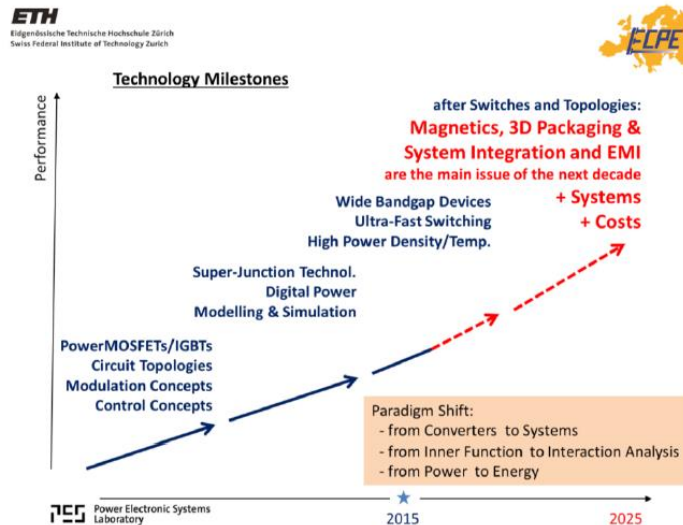 ETH
Eidgenössische Technische Hochschule Zürich
Swiss Federal Institute of Technology Zurich
ECPE
Technology Milestones
Performance
after Switches and Topologies:
Magnetics, 3D Packaging &
System Integration and EMI
are the main issue of the next decade
+ Systems
+ Costs
Wide Bandgap Devices
Ultra-Fast Switching
High Power Density/Temp.
Super-Junction Technol.
Digital Power
Modelling & Simulation
PowerMOSFETs/IGBTs
Circuit Topologies
Modulation Concepts
Control Concepts
Paradigm Shift:
- from Converters to Systems
- from Inner Function to Interaction Analysis
- from Power to Energy
PES Power Electronic Systems
Laboratory
2015
2025